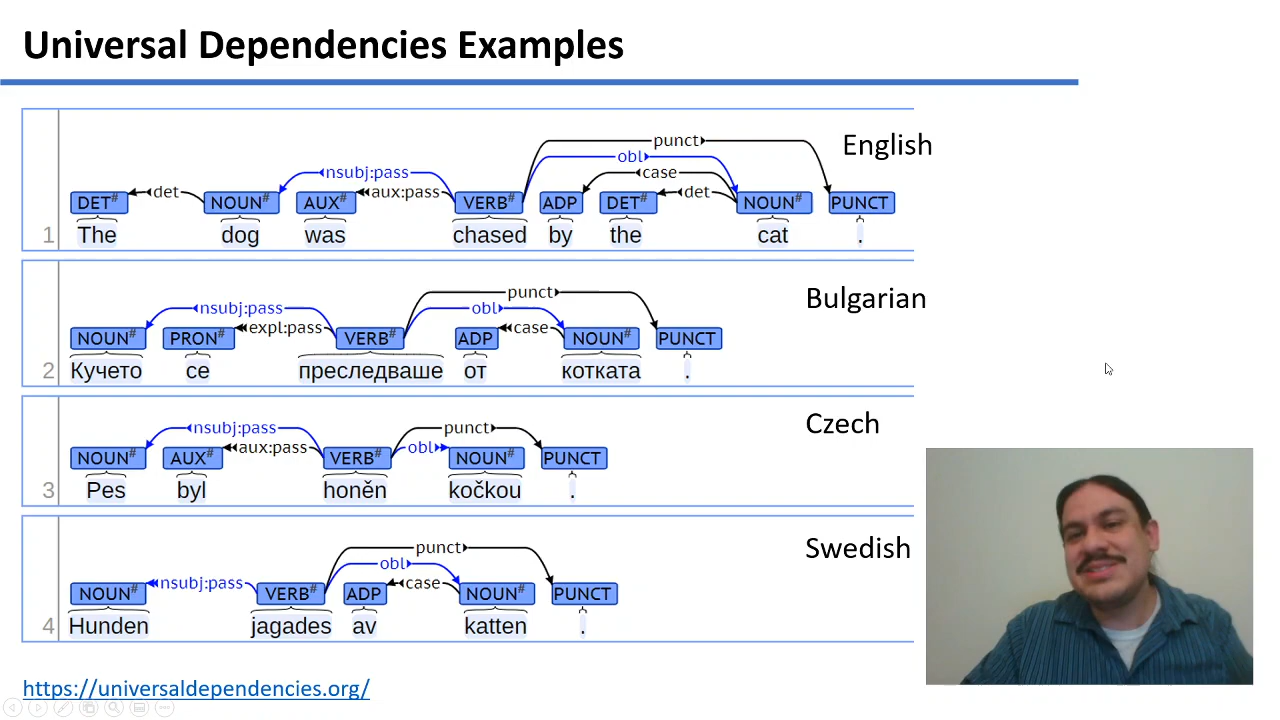 Universal Dependencies Examples
English
punct
obl
nsubj:pass case
det aux:pass det
DET# NOUN# AUX# VERB# ADP DET# NOUN# PUNCT
1 The dog was chased by the cat .
Bulgarian
punct
nsubj:pass obl
expl:pass case
NOUN# PRON# VERB# ADP NOUN# PUNCT
2 Кучето се преследваше от котката .
Czech
nsubj:pass punct
aux:pass obl
NOUN# AUX# VERB# NOUN# PUNCT
3 Pes byl honěn kočkou .
Swedish
punct
obl
nsubj:pass case
NOUN# VERB# ADP NOUN# PUNCT
4 Hunden jagades av katten .
https://universaldependencies.org/